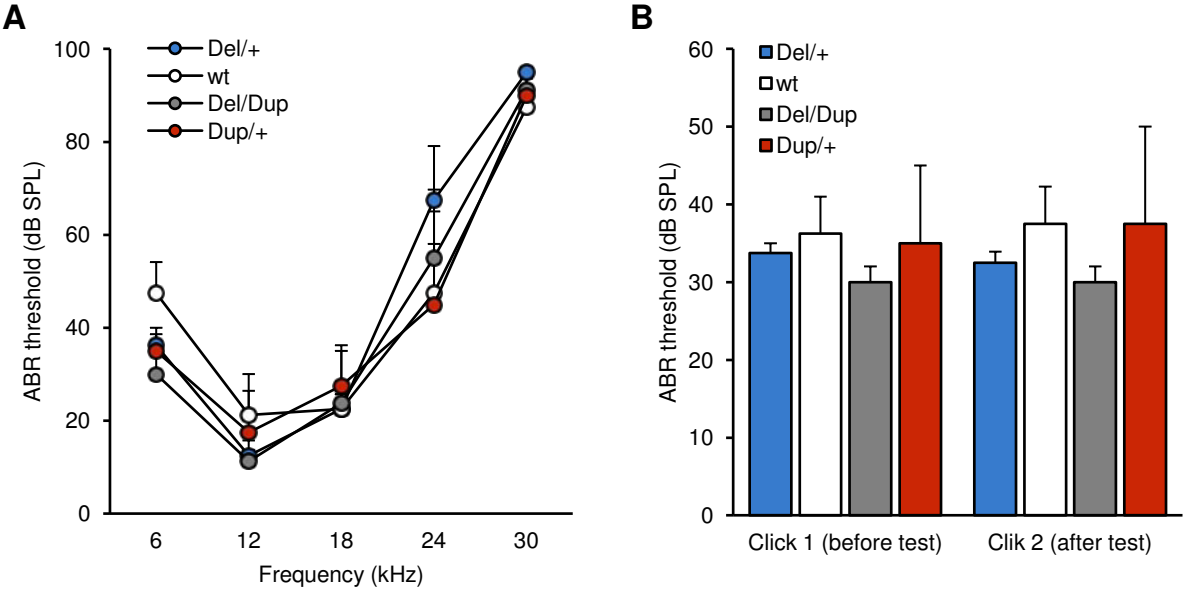 A
B
Del/+
wt
Del/Dup
Dup/+
100
80
60
40
20
0
ABR threshold (dB SPL)
6 12 18 24 30
Frequency (kHz)
Del/+
wt
Del/Dup
Dup/+
60
50
40
30
20
10
0
ABR threshold (dB SPL)
Click 1 (before test) Clik 2 (after test)